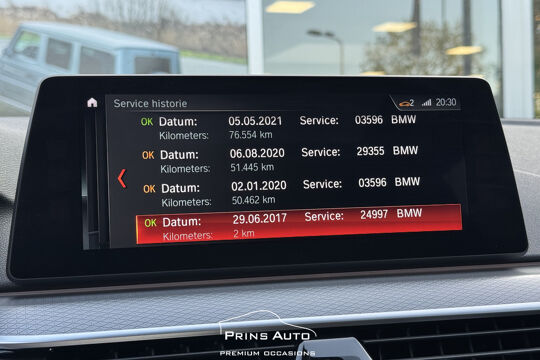 Service historie
2
20:30
OK Datum: 05.05.2021 Service: 03596 BMW
Kilometers: 76.554 km
OK Datum: 06.08.2020 Service: 29355 BMW
Kilometers: 51.445 km
OK Datum: 02.01.2020 Service: 03596 BMW
Kilometers: 50.462 km
OK Datum: 29.06.2017 Service: 24997 BMW
Kilometers: 2 km
PRINS AUTO
PREMIUM OCCASIONS